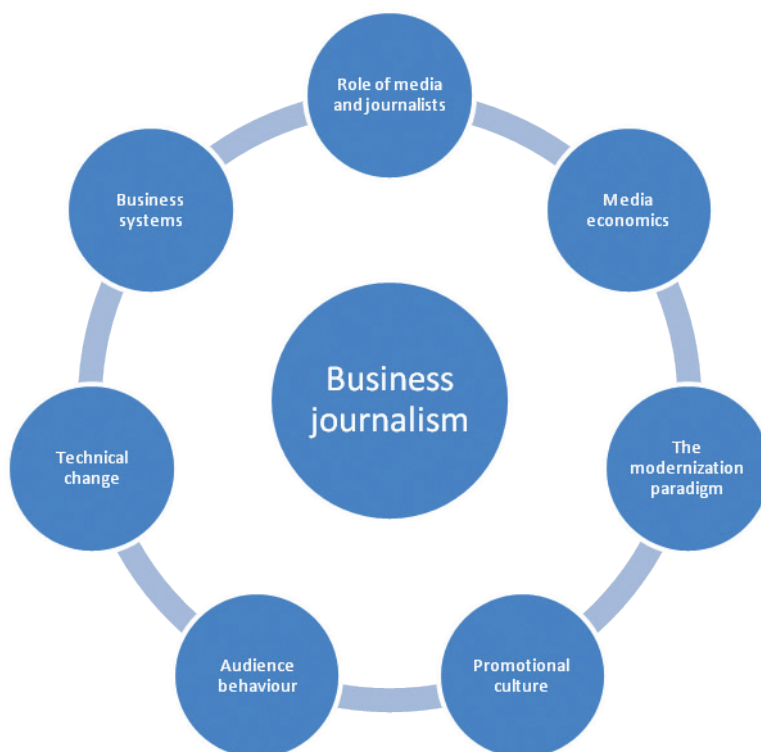 Role of media
and journalists
Business
systems
Media
economics
Business
journalism
Technical
change
The
modernization
paradigm
Audience
behaviour
Promotional
culture